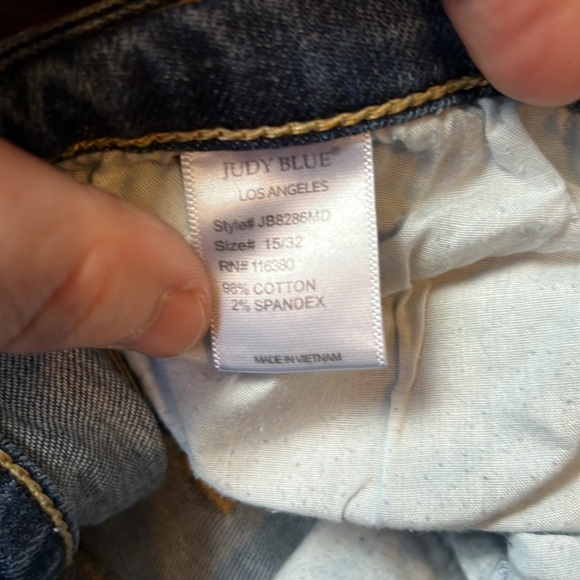 JUDY BLUE®
LOS ANGELES
Style# JB8286MD
Size# 15/32
RN# 116380
98% COTTON
2% SPANDEX
MADE IN VIETNAM